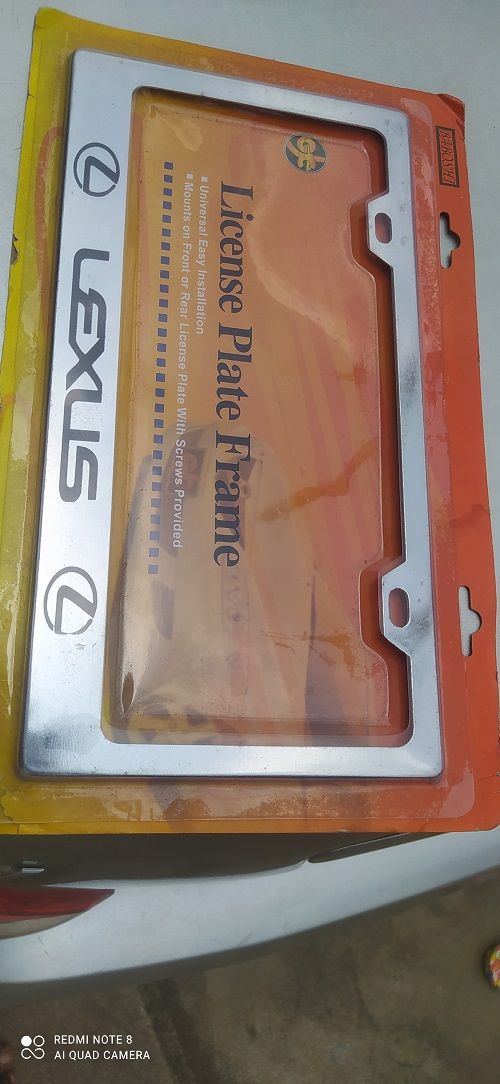 License Plate Frame
Universal Easy Installation
Mounts on Front or Rear License Plate With Screws Provided
LEXUS
REDMI NOTE 8
AI QUAD CAMERA